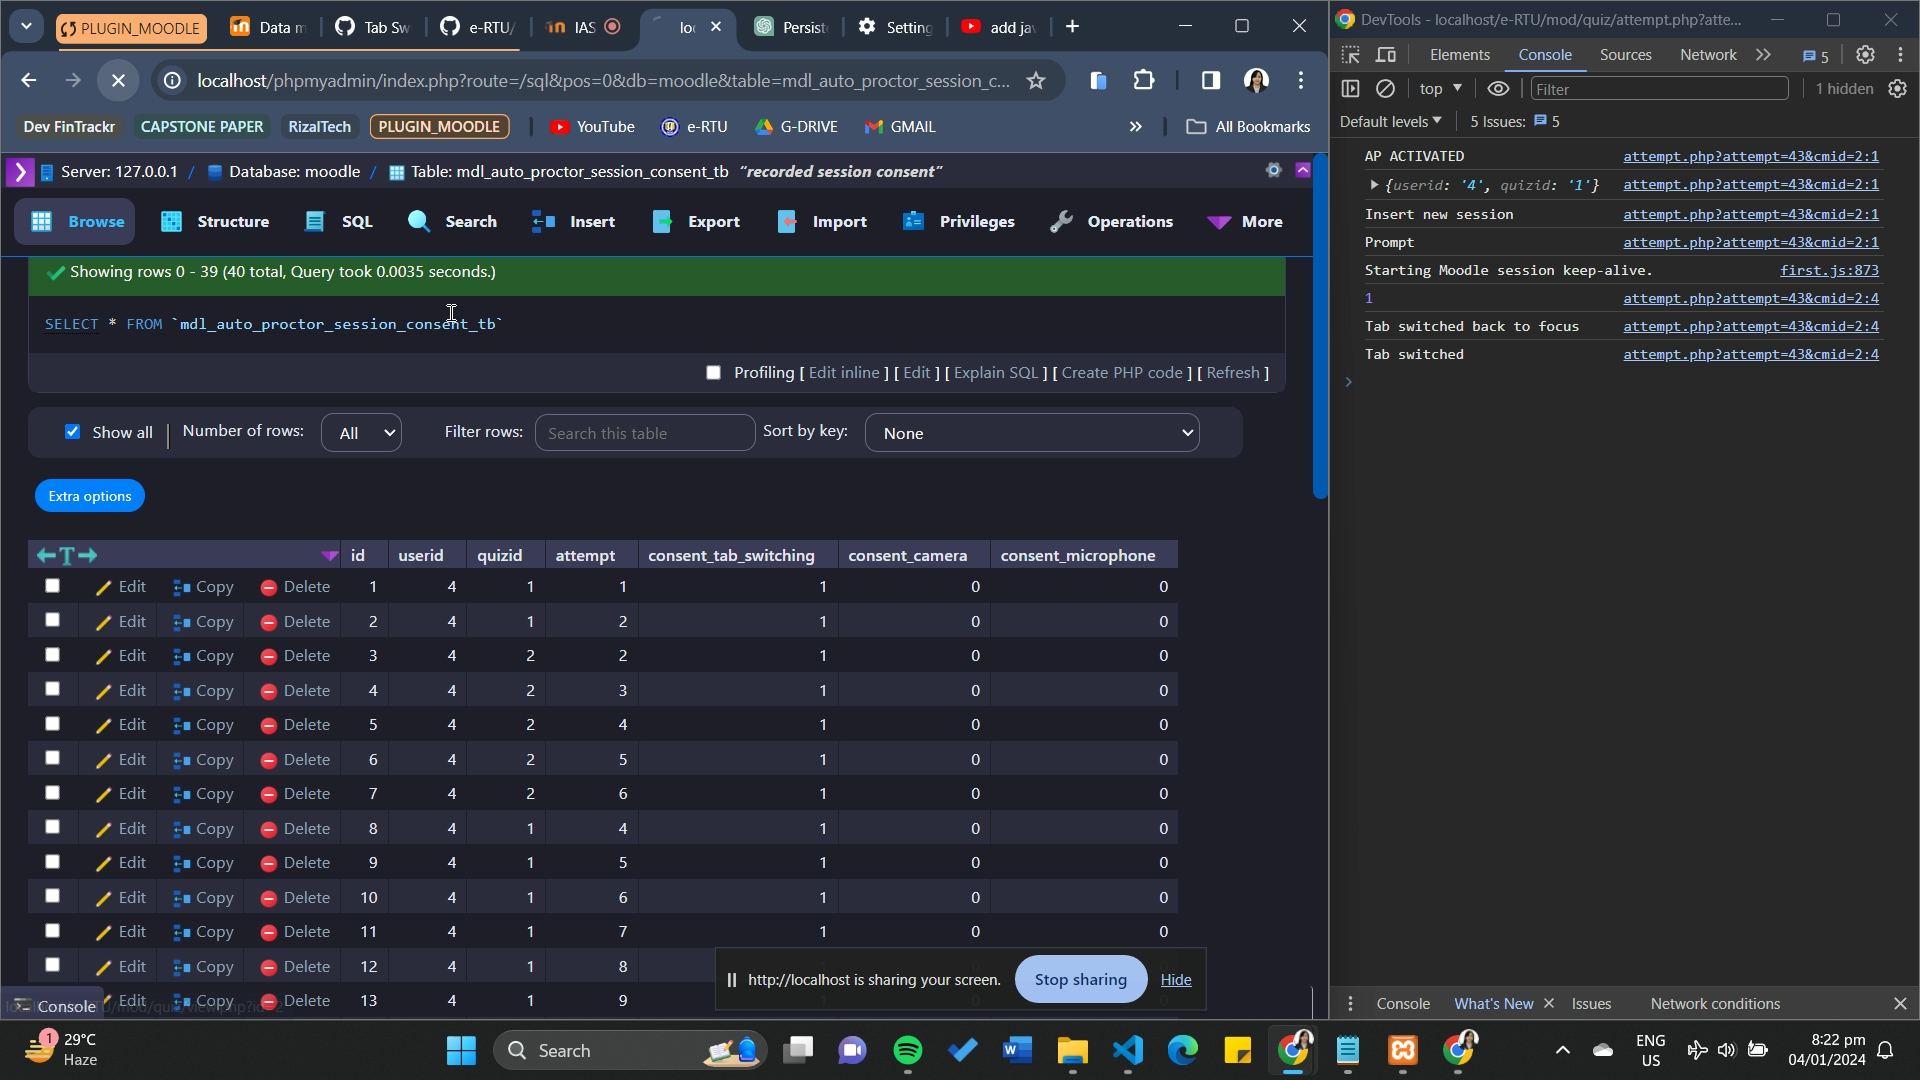 PLUGIN_MOODLE
Data m
Tab Sw
e-RTU/
IAS
loc
Persist
Setting
add ja
localhost/phpmyadmin/index.php?route=/sql&pos=0&db=moodle&table=mdl_auto_proctor_session_c...
Dev FinTrackr
CAPSTONE PAPER
RizalTech
PLUGIN_MOODLE
YouTube
e-RTU
G-DRIVE
GMAIL
All Bookmarks
Server: 127.0.0.1 / Database: moodle / Table: mdl_auto_proctor_session_consent_tb "recorded session consent"
Browse Structure SQL Search Insert Export Import Privileges Operations More
Showing rows 0 - 39 (40 total, Query took 0.0035 seconds.)
SELECT * FROM `mdl_auto_proctor_session_consent_tb`
Profiling [ Edit inline ] [ Edit ] [ Explain SQL ] [ Create PHP code ] [ Refresh ]
Show all Number of rows: All Filter rows: Search this table Sort by key: None
Extra options
T id userid quizid attempt consent_tab_switching consent_camera consent_microphone
Edit Copy Delete 1 4 1 1 1 0 0
Edit Copy Delete 2 4 1 2 1 0 0
Edit Copy Delete 3 4 2 2 1 0 0
Edit Copy Delete 4 4 2 3 1 0 0
Edit Copy Delete 5 4 2 4 1 0 0
Edit Copy Delete 6 4 2 5 1 0 0
Edit Copy Delete 7 4 2 6 1 0 0
Edit Copy Delete 8 4 1 4 1 0 0
Edit Copy Delete 9 4 1 5 1 0 0
Edit Copy Delete 10 4 1 6 1 0 0
Edit Copy Delete 11 4 1 7 1 0 0
Edit Copy Delete 12 4 1 8
Edit Copy Delete 13 4 1 9
Console
http://localhost is sharing your screen. Stop sharing Hide
DevTools - localhost/e-RTU/mod/quiz/attempt.php?atte...
Elements Console Sources Network 5
top Filter 1 hidden
Default levels 5 Issues: 5
AP ACTIVATED attempt.php?attempt=43&cmid=2:1
{userid: '4', quizid: '1'} attempt.php?attempt=43&cmid=2:1
Insert new session attempt.php?attempt=43&cmid=2:1
Prompt attempt.php?attempt=43&cmid=2:1
Starting Moodle session keep-alive. first.js:873
1 attempt.php?attempt=43&cmid=2:4
Tab switched back to focus attempt.php?attempt=43&cmid=2:4
Tab switched attempt.php?attempt=43&cmid=2:4
Console What's New Issues Network conditions
1
29°C
Haze
Search
ENG
US
8:22 pm
04/01/2024